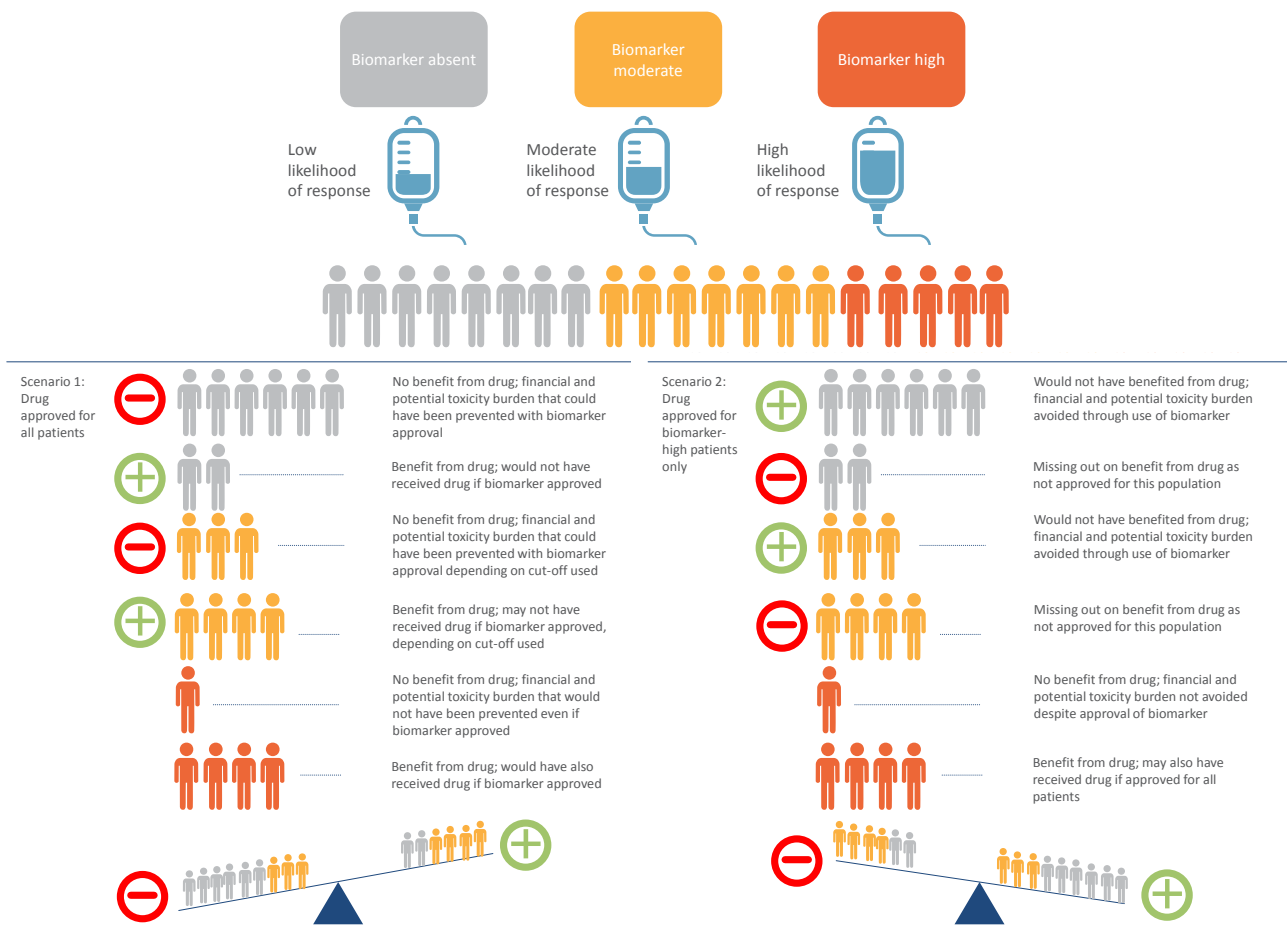 Biomarker absent
Biomarker
moderate
Biomarker high
Low
likelihood
of response
Moderate
likelihood
of response
High
likelihood
of response
Scenario 1:
Drug
approved for
all patients
No benefit from drug; financial and
potential toxicity burden that could
have been prevented with biomarker
approval
Benefit from drug; would not have
received drug if biomarker approved
No benefit from drug; financial and
potential toxicity burden that could
have been prevented with biomarker
approval depending on cut-off used
Benefit from drug; may not have
received drug if biomarker approved,
depending on cut-off used
No benefit from drug; financial and
potential toxicity burden that would
not have been prevented even if
biomarker approved
Benefit from drug; would have also
received drug if biomarker approved
Scenario 2:
Drug
approved for
biomarker-
high patients
only
Would not have benefited from drug;
financial and potential toxicity burden
avoided through use of biomarker
Missing out on benefit from drug as
not approved for this population
Would not have benefited from drug;
financial and potential toxicity burden
avoided through use of biomarker
Missing out on benefit from drug as
not approved for this population
No benefit from drug; financial and
potential toxicity burden not avoided
despite approval of biomarker
Benefit from drug; may also have
received drug if approved for all
patients